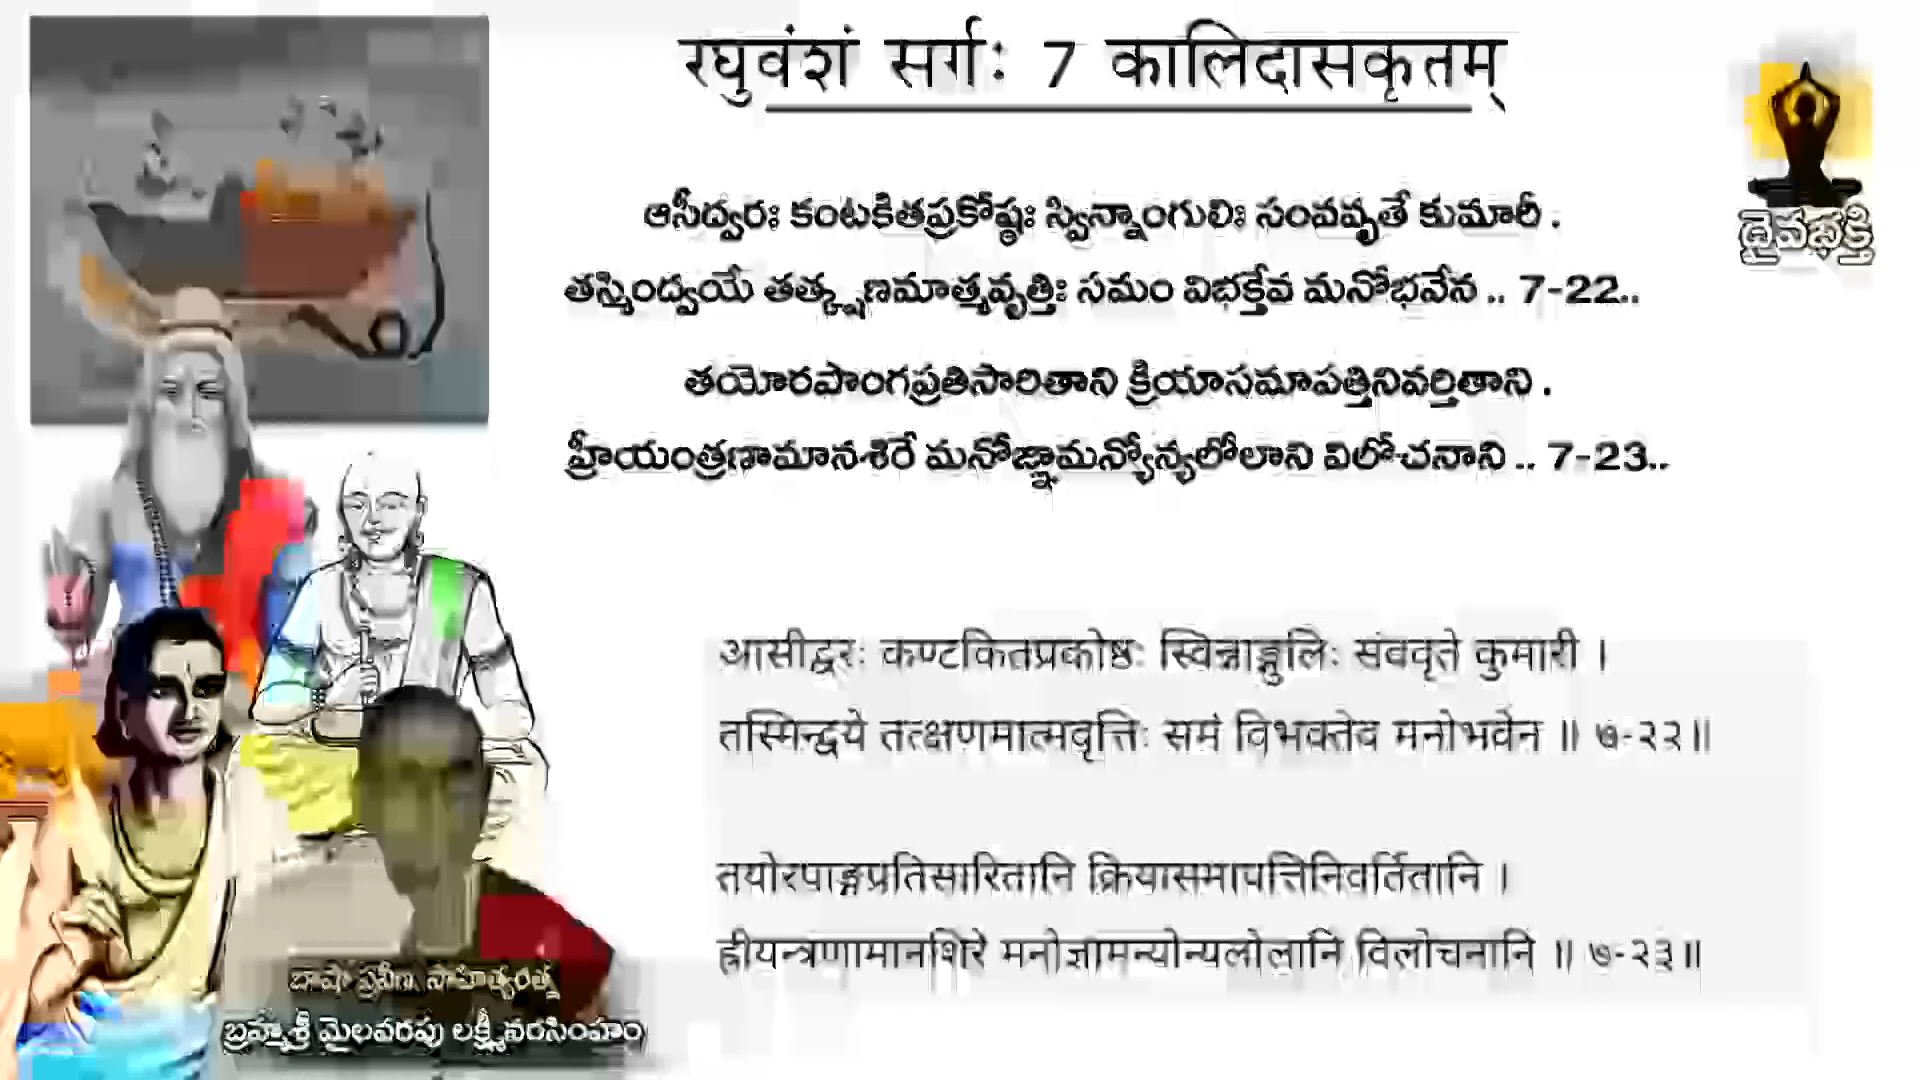 रघुवंशं सर्गः 7 कालिदासकृतम्
ఆసీద్వరః కంటకితప్రకోష్ఠః స్విన్నాంగులిః సంవవృతే కుమారీ .
తస్మింద్వయే తత్క్షణమాత్మవృత్తిః సమం విభక్తేవ మనోభవేన .. 7-22..
తయోరపాంగప్రతిసారితాని క్రియాసమాపత్తినివర్తితాని .
హ్రీయంత్రణామానశిరే మనోజ్ఞామన్యోన్యలోలాని విలోచనాని .. 7-23..
दैवभक्ति
आसीद्वरः कण्टकितप्रकोष्ठः स्विन्नाङ्गुलिः संववृते कुमारी ।
तस्मिन्द्वये तत्क्षणमात्मवृत्तिः समं विभक्तेव मनोभवेन ॥ ७-२२॥
तयोरपाङ्गप्रतिसारितानि क्रियासमापत्तिनिवर्तितानि ।
ह्रीयन्त्रणामानशिरे मनोज्ञामन्योन्यलोलानि विलोचनानि ॥ ७-२३॥
బాషా ప్రవీణ, సాహిత్యరత్న
బ్రహ్మశ్రీ మైలవరపు లక్ష్మీనరసింహం